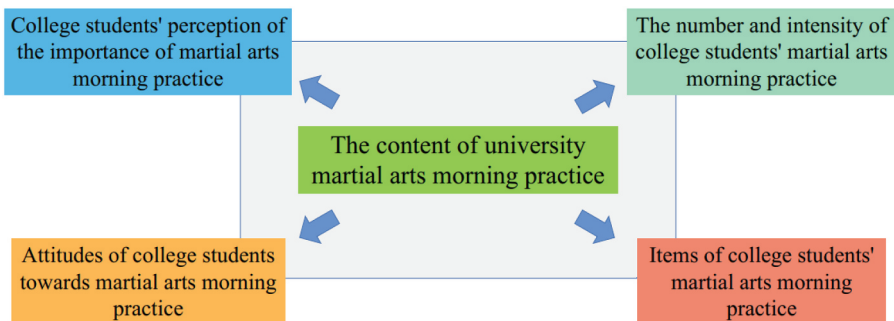 College students' perception of
the importance of martial arts
morning practice
The number and intensity of
college students' martial arts
morning practice
The content of university
martial arts morning practice
Attitudes of college students
towards martial arts morning
practice
Items of college students'
martial arts morning
practice